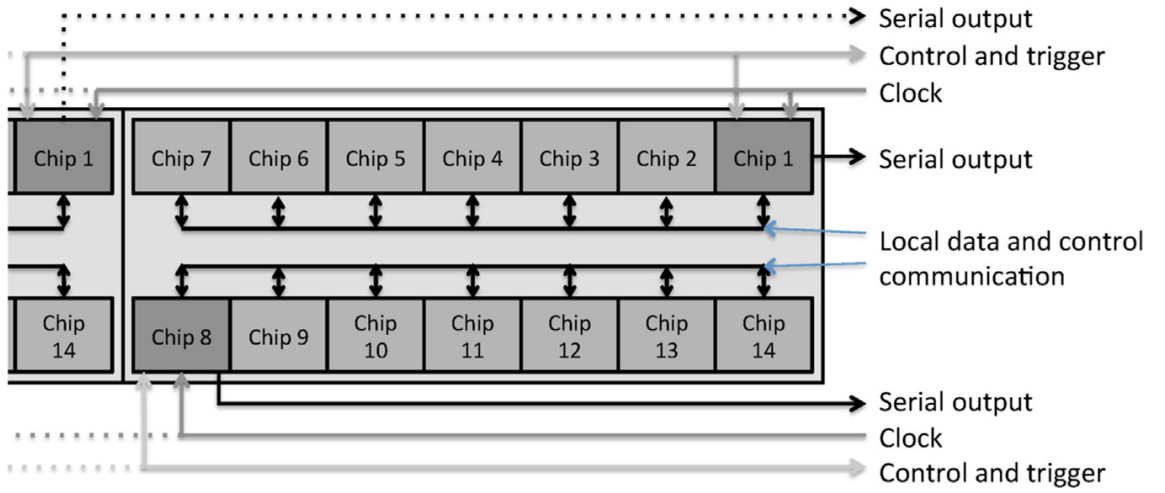 Serial output
Control and trigger
Clock
Chip 1
Chip 7
Chip 6
Chip 5
Chip 4
Chip 3
Chip 2
Chip 1
Serial output
Local data and control
communication
Chip
14
Chip 8
Chip 9
Chip
10
Chip
11
Chip
12
Chip
13
Chip
14
Serial output
Clock
Control and trigger